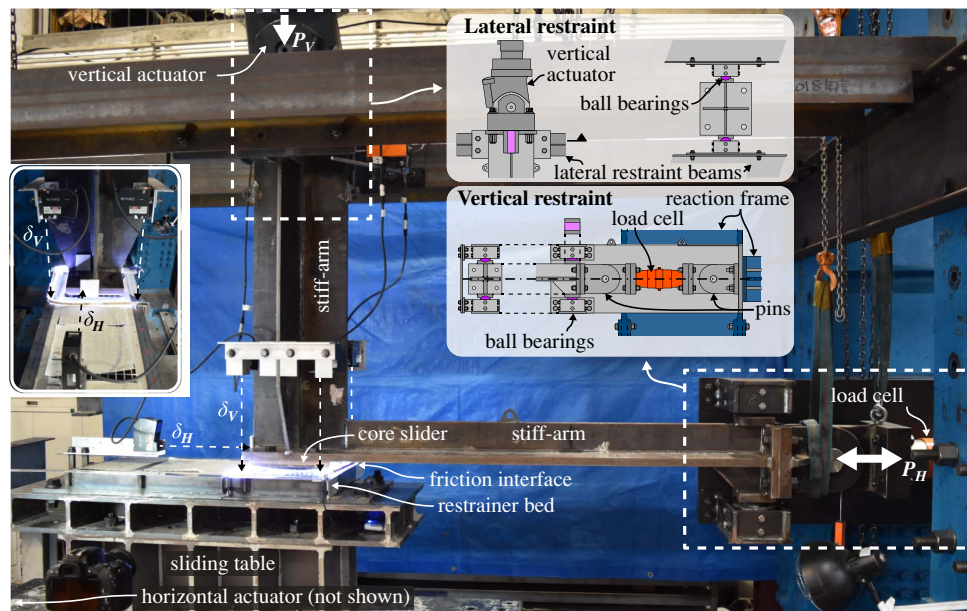 P_V
vertical actuator
Lateral restraint
vertical
actuator
ball bearings
lateral restraint beams
Vertical restraint
reaction frame
load cell
pins
ball bearings
δ_V
δ_H
stiff-arm
δ_V
δ_H
core slider
stiff-arm
load cell
P_H
friction interface
restrainer bed
sliding table
horizontal actuator (not shown)